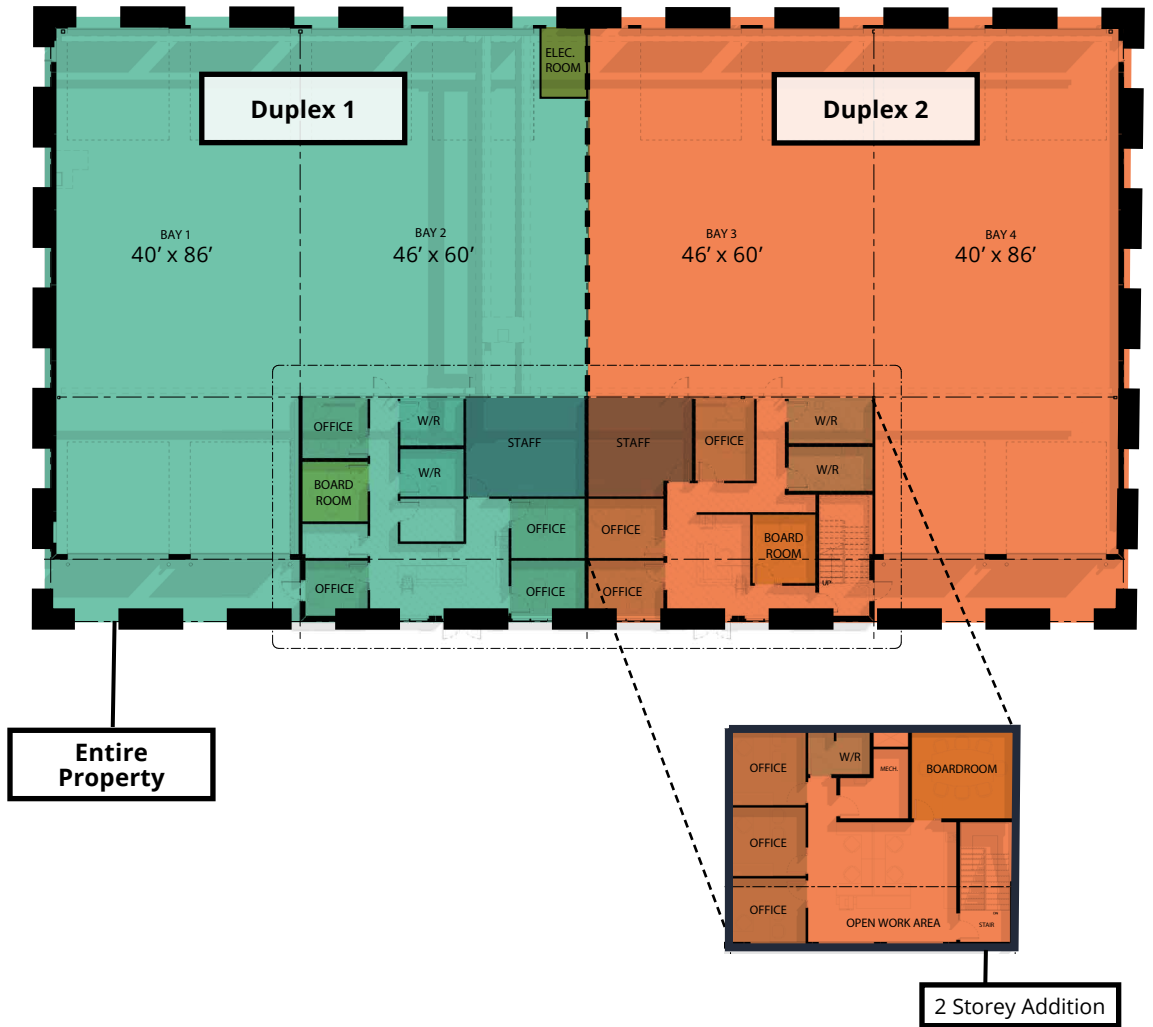 ELEC.
ROOM
Duplex 1
Duplex 2
BAY 1
40’ x 86’
BAY 2
46’ x 60’
BAY 3
46’ x 60’
BAY 4
40’ x 86’
OFFICE
W/R
STAFF
STAFF
OFFICE
W/R
BOARD
ROOM
W/R
W/R
OFFICE
OFFICE
BOARD
ROOM
OFFICE
OFFICE
OFFICE
UP
Entire
Property
OFFICE
W/R
MECH.
BOARDROOM
OFFICE
OFFICE
OPEN WORK AREA
STAIR
2 Storey Addition